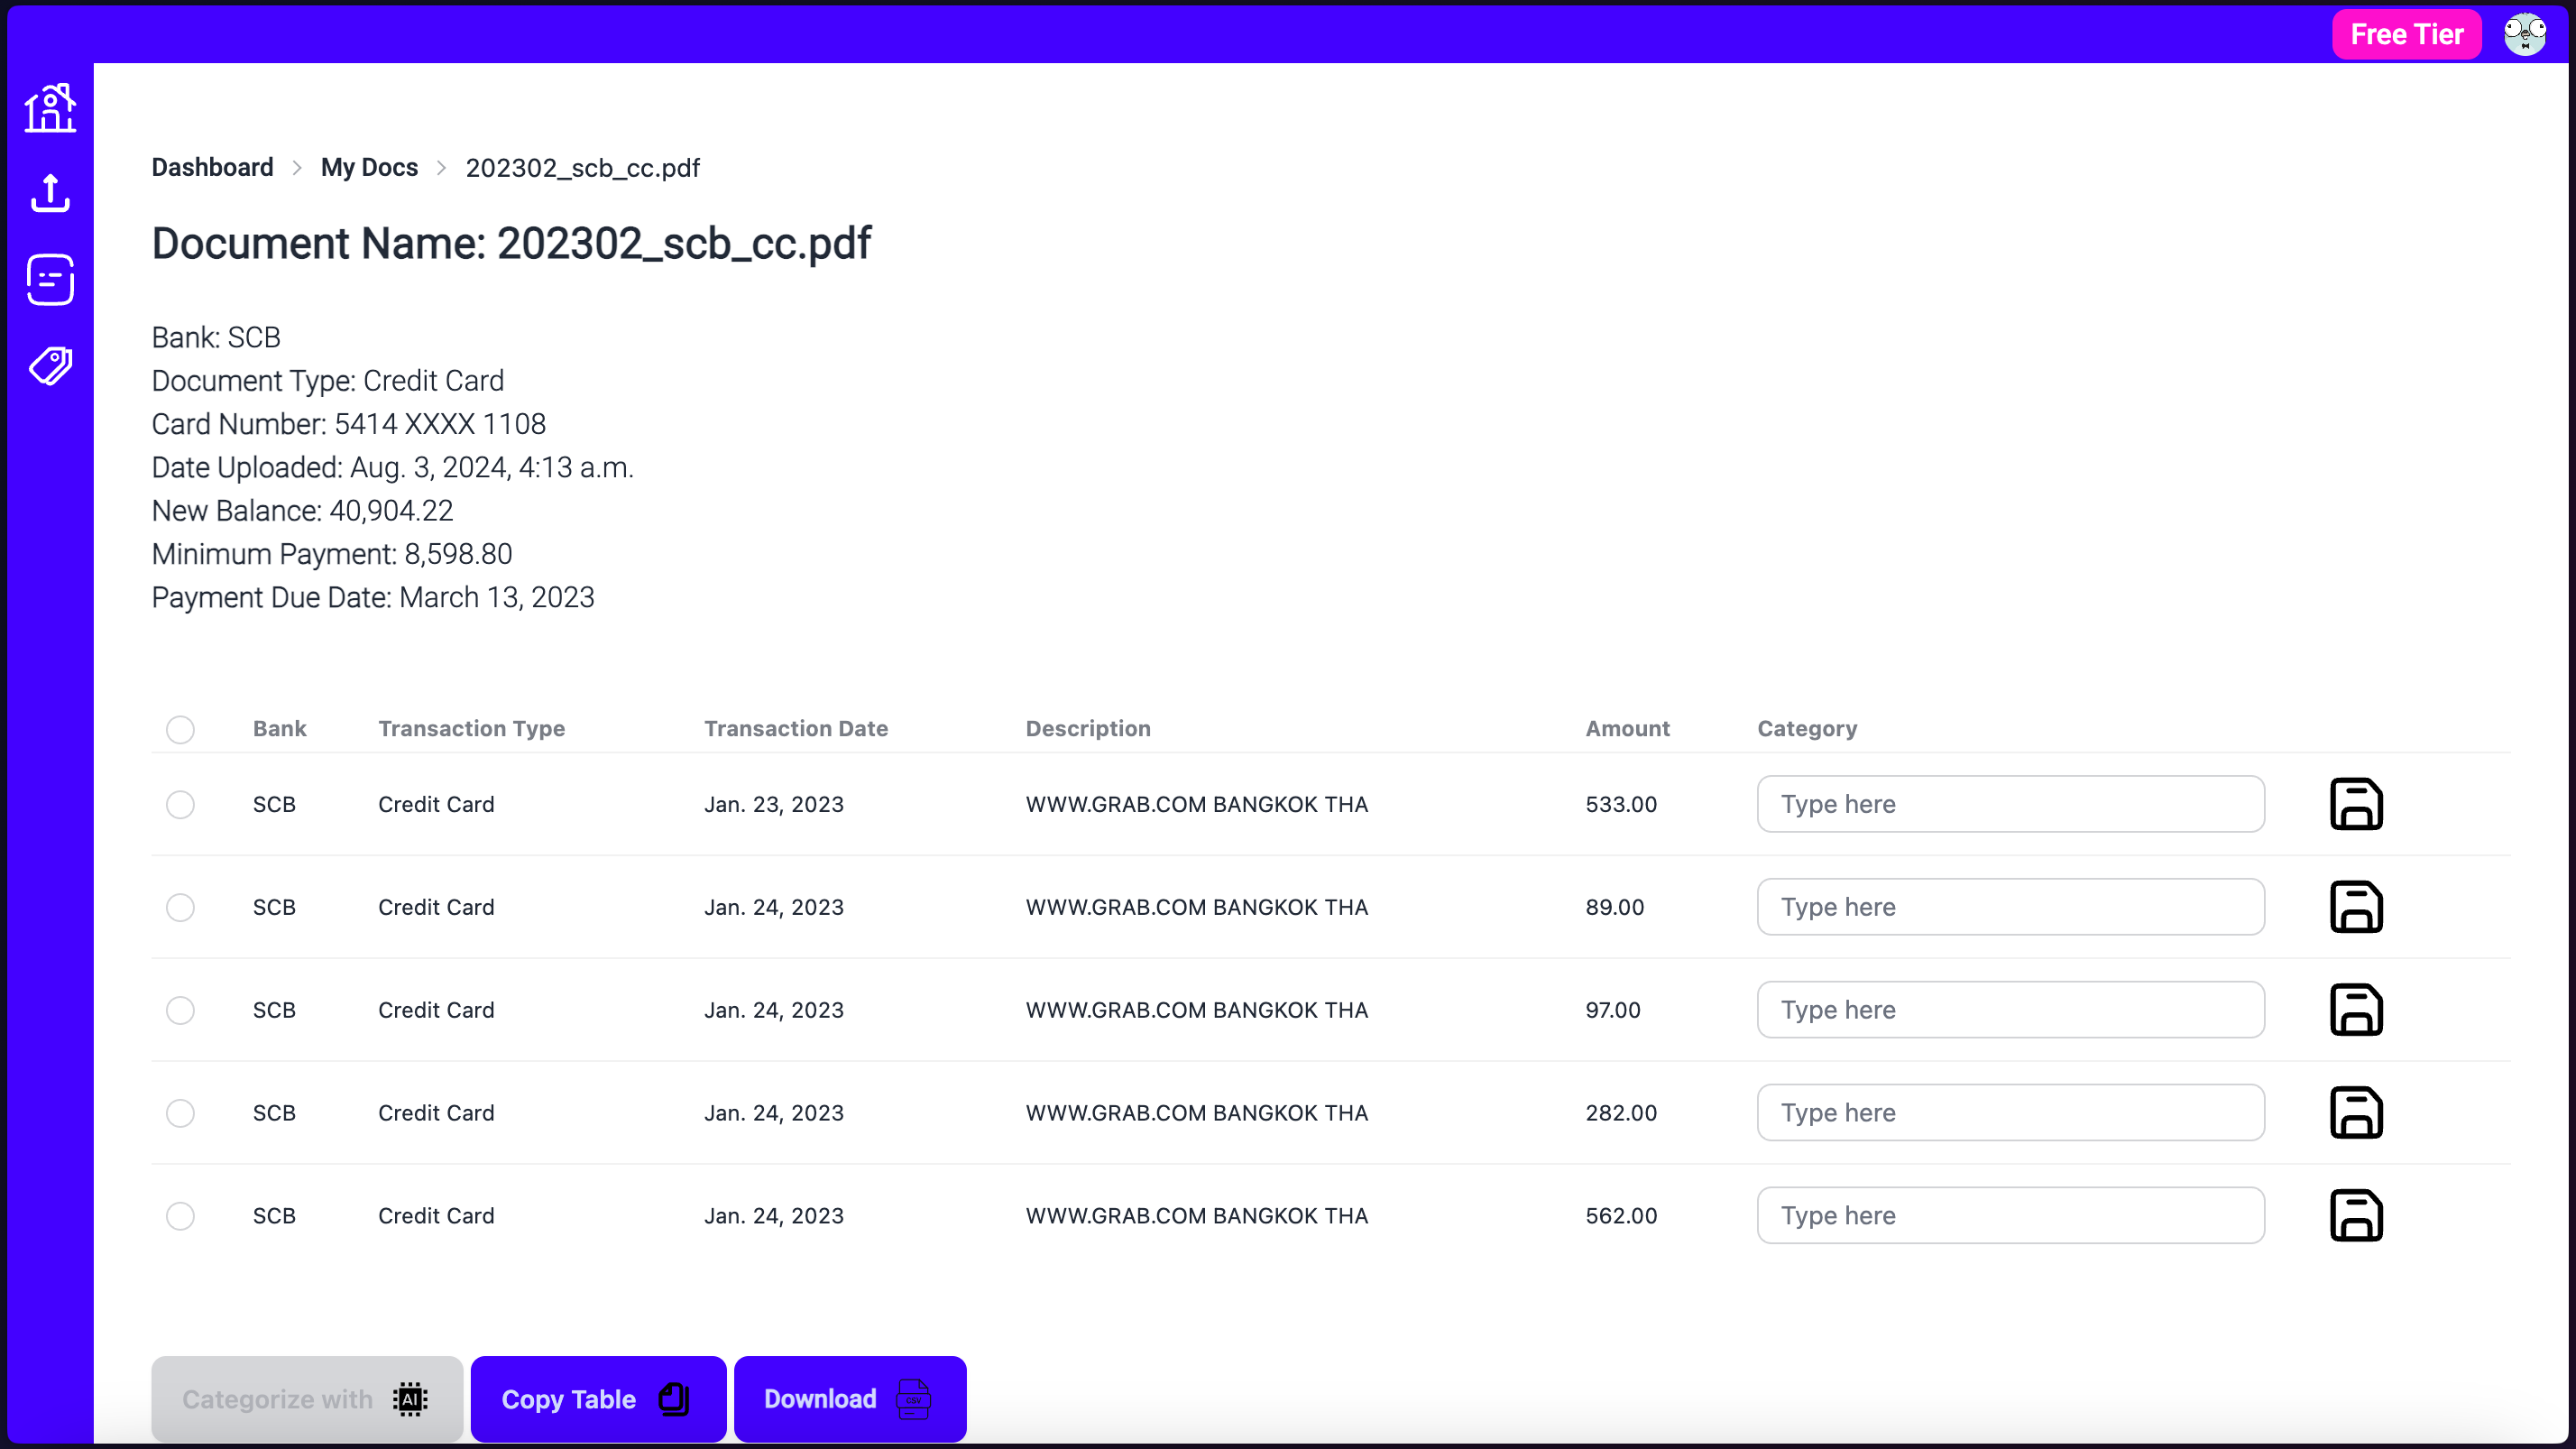 Free Tier
Dashboard > My Docs > 202302_scb_cc.pdf
Document Name: 202302_scb_cc.pdf
Bank: SCB
Document Type: Credit Card
Card Number: 5414 XXXX 1108
Date Uploaded: Aug. 3, 2024, 4:13 a.m.
New Balance: 40,904.22
Minimum Payment: 8,598.80
Payment Due Date: March 13, 2023
Bank Transaction Type Transaction Date Description Amount Category
SCB Credit Card Jan. 23, 2023 WWW.GRAB.COM BANGKOK THA 533.00 Type here
SCB Credit Card Jan. 24, 2023 WWW.GRAB.COM BANGKOK THA 89.00 Type here
SCB Credit Card Jan. 24, 2023 WWW.GRAB.COM BANGKOK THA 97.00 Type here
SCB Credit Card Jan. 24, 2023 WWW.GRAB.COM BANGKOK THA 282.00 Type here
SCB Credit Card Jan. 24, 2023 WWW.GRAB.COM BANGKOK THA 562.00 Type here
Categorize with AI Copy Table Download CSV